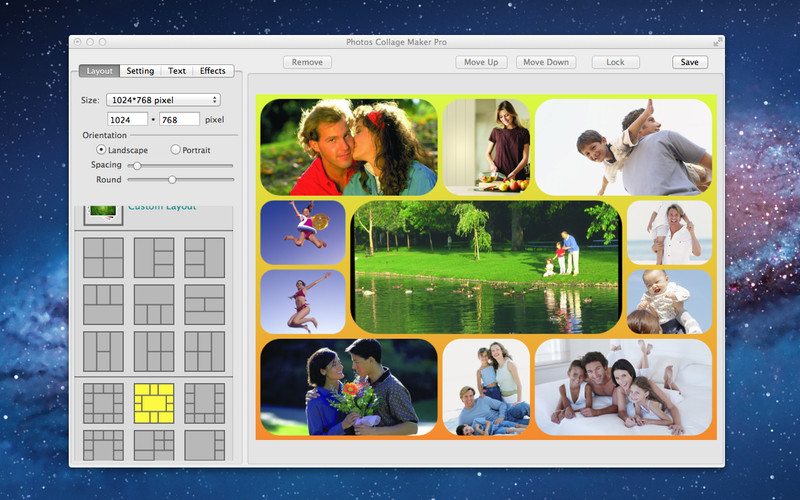 Photos Collage Maker Pro
Remove
Move Up
Move Down
Lock
Save
Layout
Setting
Text
Effects
Size:
1024*768 pixel
1024 * 768 pixel
Orientation
Landscape
Portrait
Spacing
Round
Custom Layout